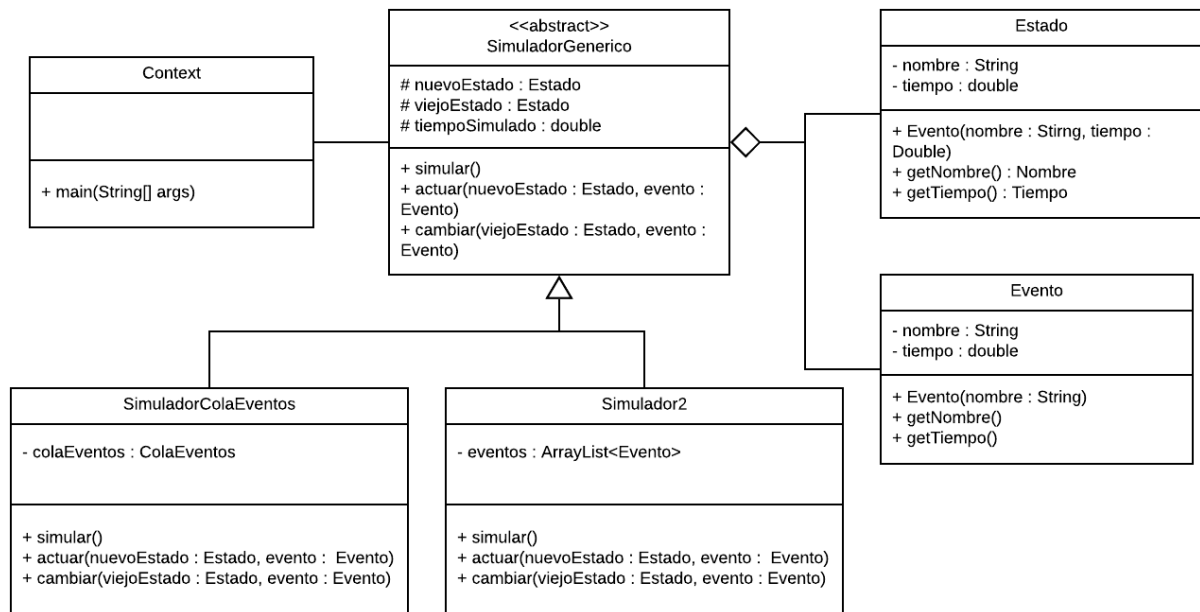 Context
+ main(String[] args)
<<abstract>>
SimuladorGenerico
# nuevoEstado : Estado
# viejoEstado : Estado
# tiempoSimulado : double
+ simular()
+ actuar(nuevoEstado : Estado, evento :
Evento)
+ cambiar(viejoEstado : Estado, evento :
Evento)
Estado
- nombre : String
- tiempo : double
+ Evento(nombre : Stirng, tiempo :
Double)
+ getNombre() : Nombre
+ getTiempo() : Tiempo
Evento
- nombre : String
- tiempo : double
+ Evento(nombre : String)
+ getNombre()
+ getTiempo()
SimuladorColaEventos
- colaEventos : ColaEventos
+ simular()
+ actuar(nuevoEstado : Estado, evento :  Evento)
+ cambiar(viejoEstado : Estado, evento : Evento)
Simulador2
- eventos : ArrayList<Evento>
+ simular()
+ actuar(nuevoEstado : Estado, evento :  Evento)
+ cambiar(viejoEstado : Estado, evento : Evento)